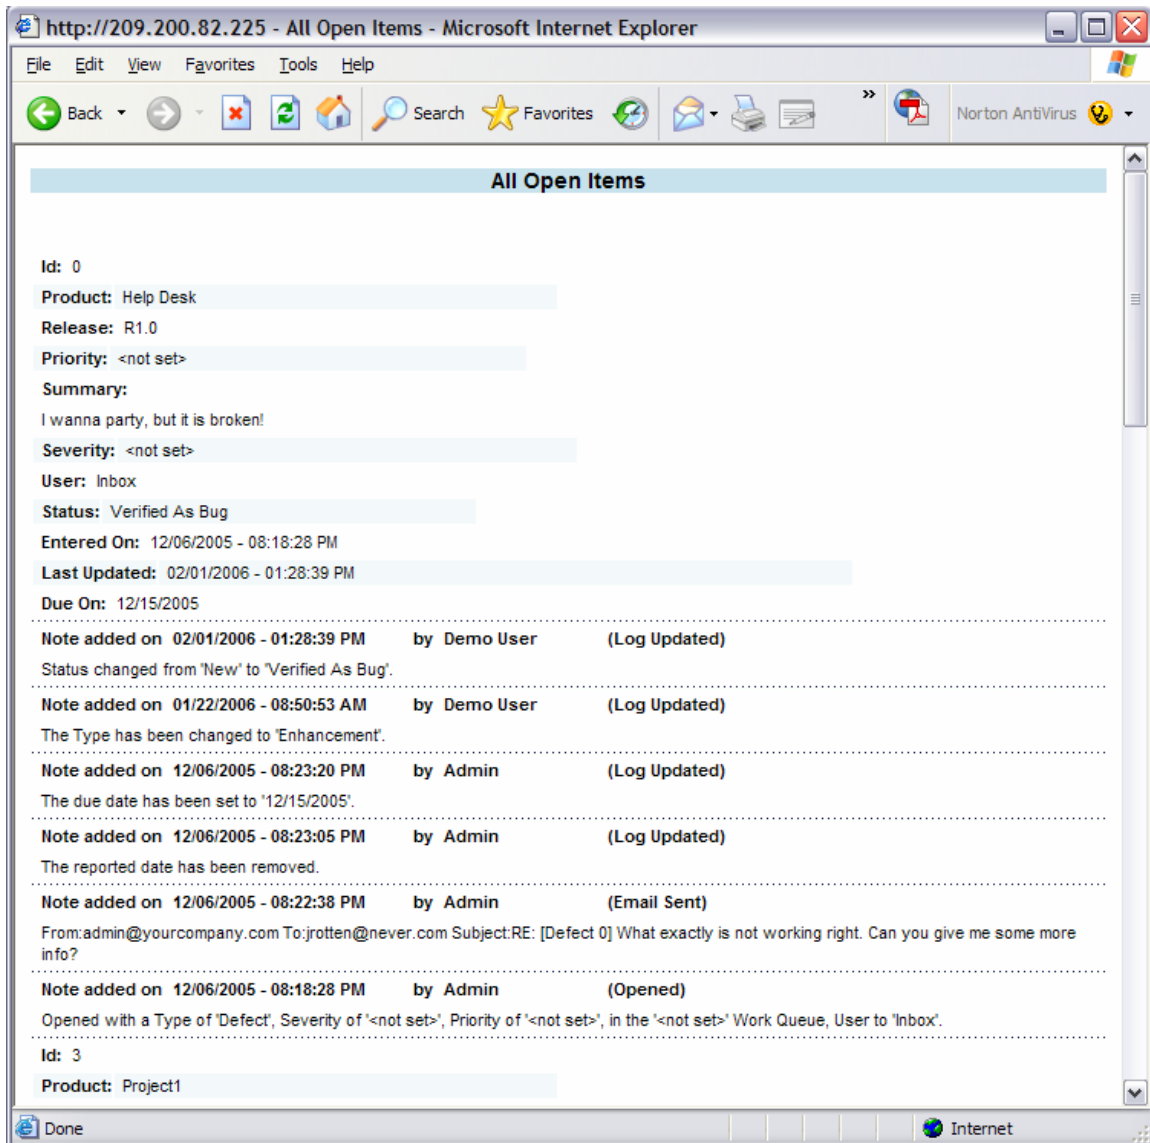 http://209.200.82.225 - All Open Items - Microsoft Internet Explorer
File Edit View Favorites Tools Help
Back Search Favorites » Norton AntiVirus
All Open Items
Id: 0
Product: Help Desk
Release: R1.0
Priority: <not set>
Summary:
I wanna party, but it is broken!
Severity: <not set>
User: Inbox
Status: Verified As Bug
Entered On: 12/06/2005 - 08:18:28 PM
Last Updated: 02/01/2006 - 01:28:39 PM
Due On: 12/15/2005
Note added on 02/01/2006 - 01:28:39 PM by Demo User (Log Updated)
Status changed from 'New' to 'Verified As Bug'.
Note added on 01/22/2006 - 08:50:53 AM by Demo User (Log Updated)
The Type has been changed to 'Enhancement'.
Note added on 12/06/2005 - 08:23:20 PM by Admin (Log Updated)
The due date has been set to '12/15/2005'.
Note added on 12/06/2005 - 08:23:05 PM by Admin (Log Updated)
The reported date has been removed.
Note added on 12/06/2005 - 08:22:38 PM by Admin (Email Sent)
From:admin@yourcompany.com To:jrotten@never.com Subject:RE: [Defect 0] What exactly is not working right. Can you give me some more
info?
Note added on 12/06/2005 - 08:18:28 PM by Admin (Opened)
Opened with a Type of 'Defect', Severity of '<not set>', Priority of '<not set>', in the '<not set>' Work Queue, User to 'Inbox'.
Id: 3
Product: Project1
Done Internet